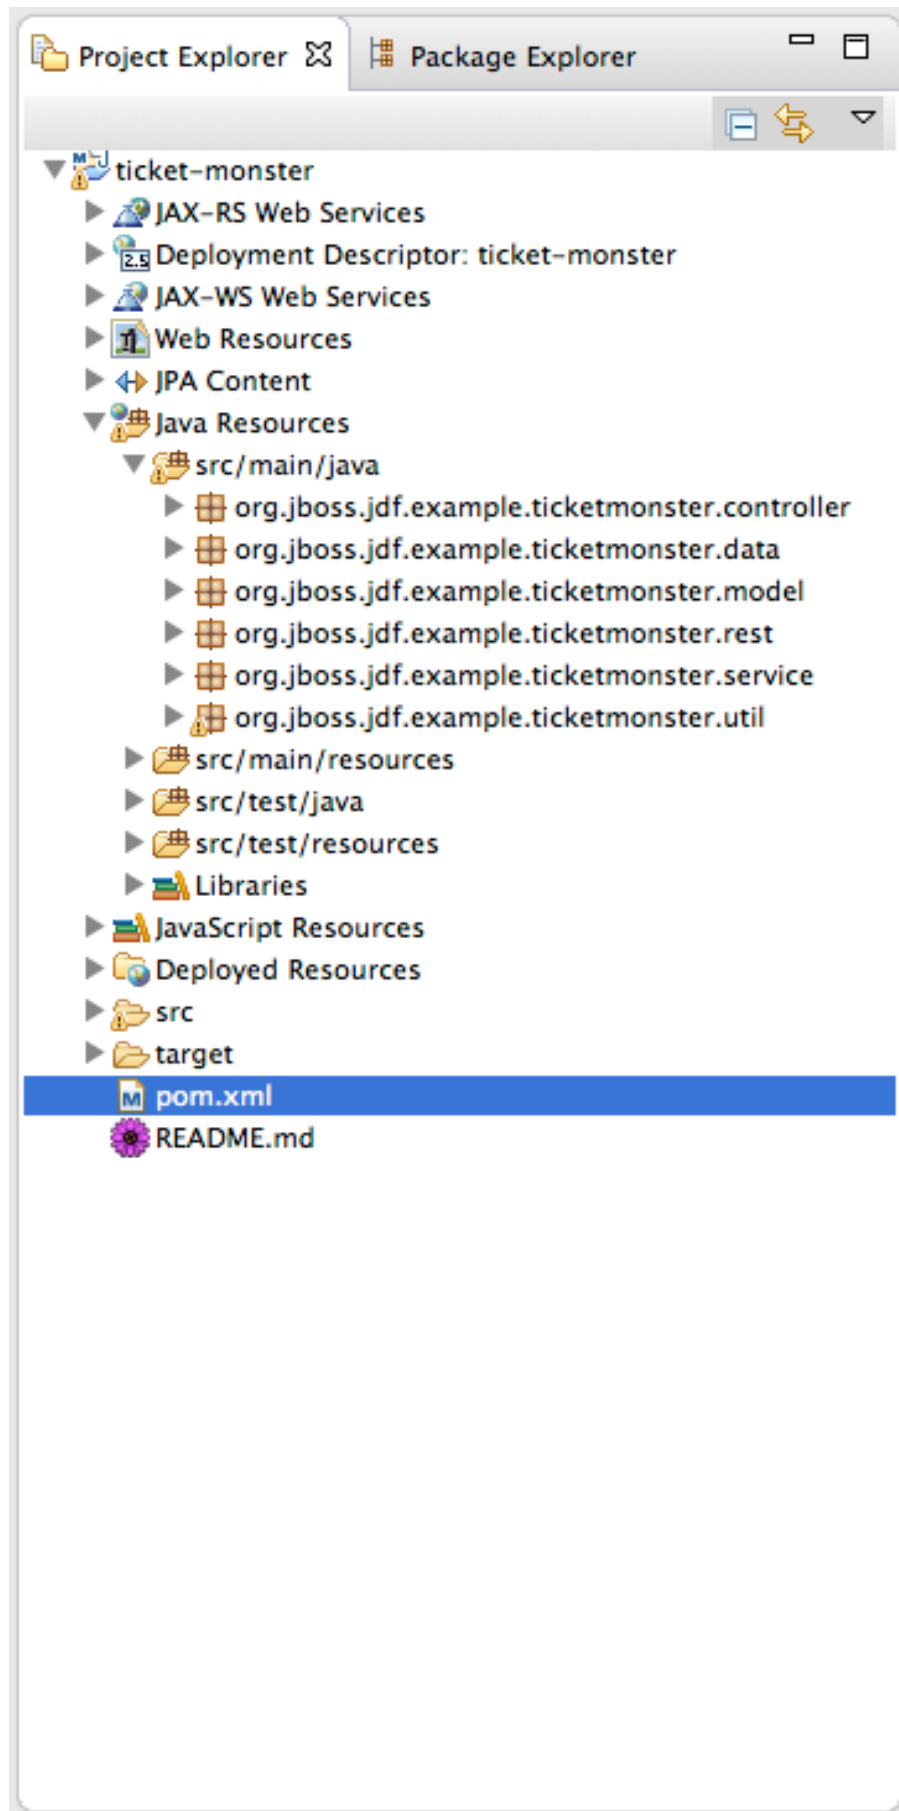 Project Explorer Package Explorer
ticket-monster
JAX-RS Web Services
2.5 Deployment Descriptor: ticket-monster
JAX-WS Web Services
Web Resources
JPA Content
Java Resources
src/main/java
org.jboss.jdf.example.ticketmonster.controller
org.jboss.jdf.example.ticketmonster.data
org.jboss.jdf.example.ticketmonster.model
org.jboss.jdf.example.ticketmonster.rest
org.jboss.jdf.example.ticketmonster.service
org.jboss.jdf.example.ticketmonster.util
src/main/resources
src/test/java
src/test/resources
Libraries
JavaScript Resources
Deployed Resources
src
target
M pom.xml
README.md